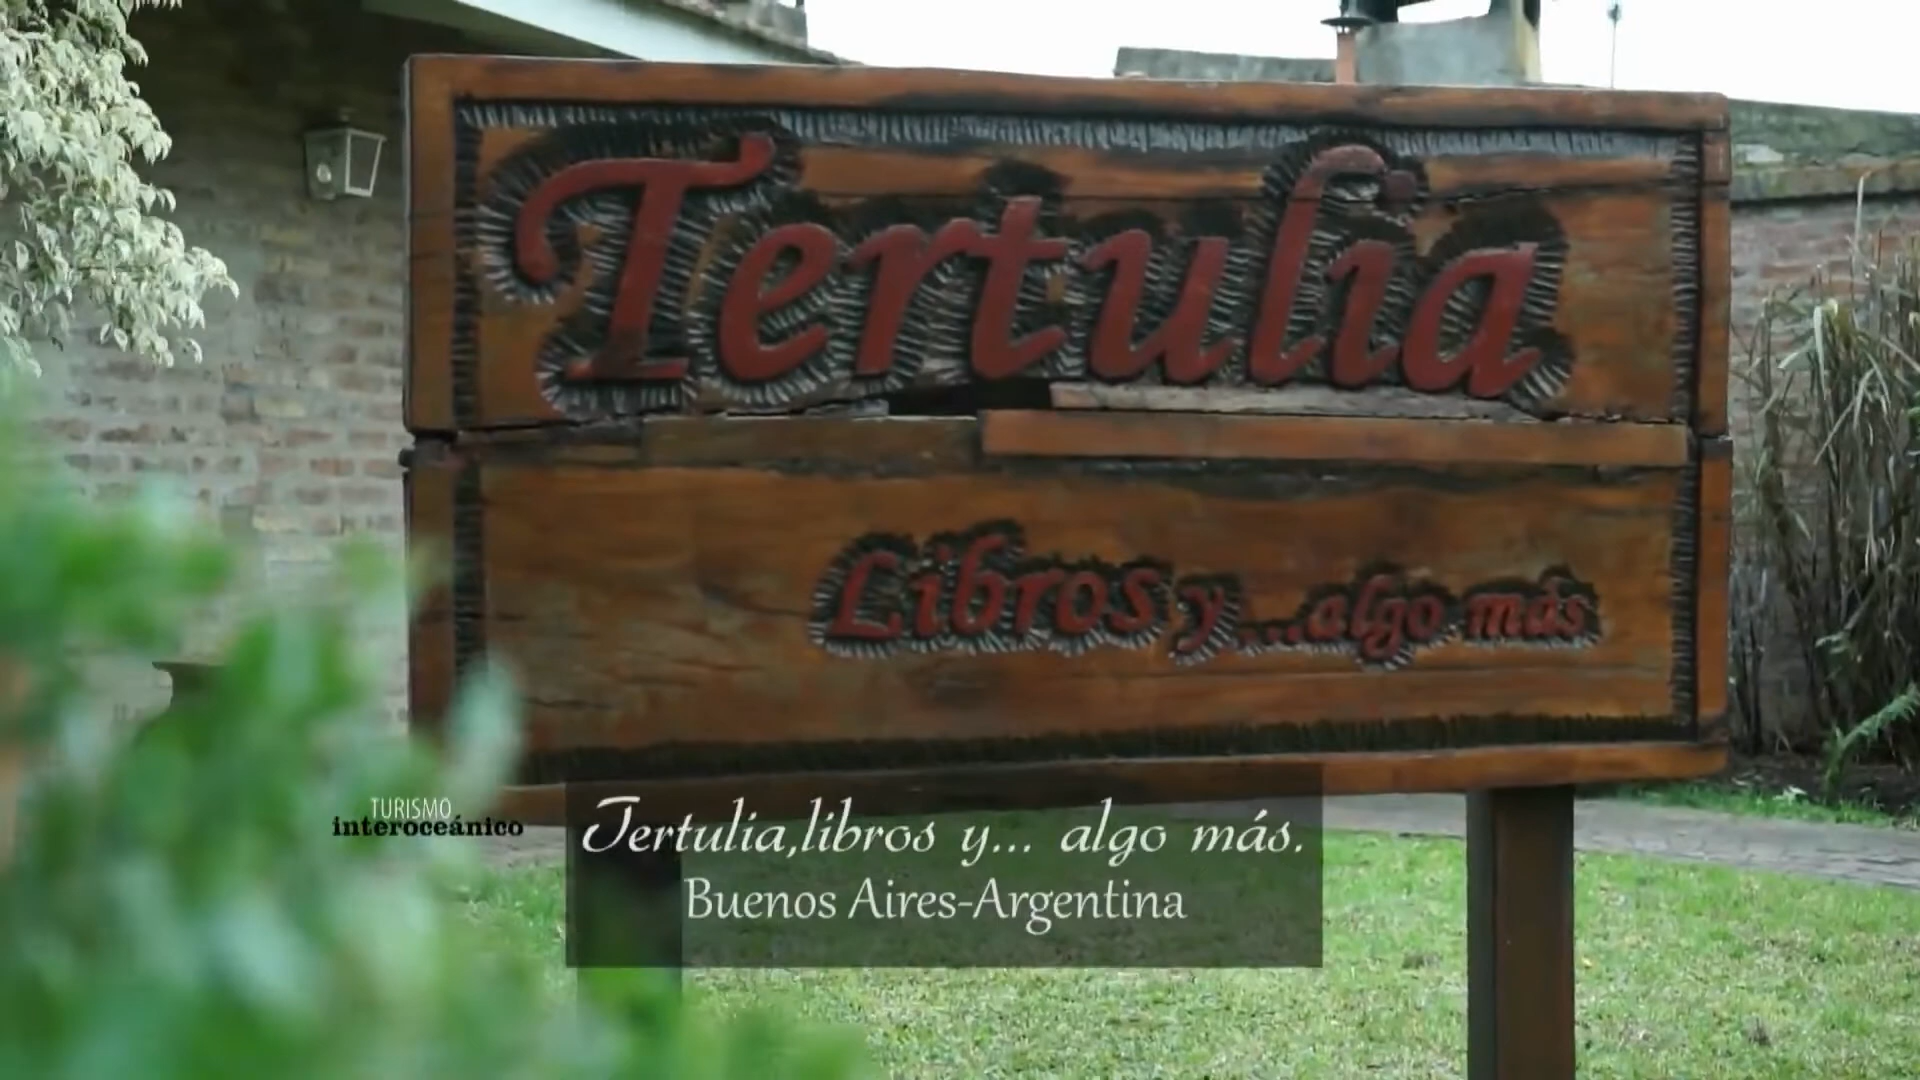 Tertulia
Libros y...algo más
TURISMO
interoceánico
Tertulia,libros y... algo más.
Buenos Aires-Argentina